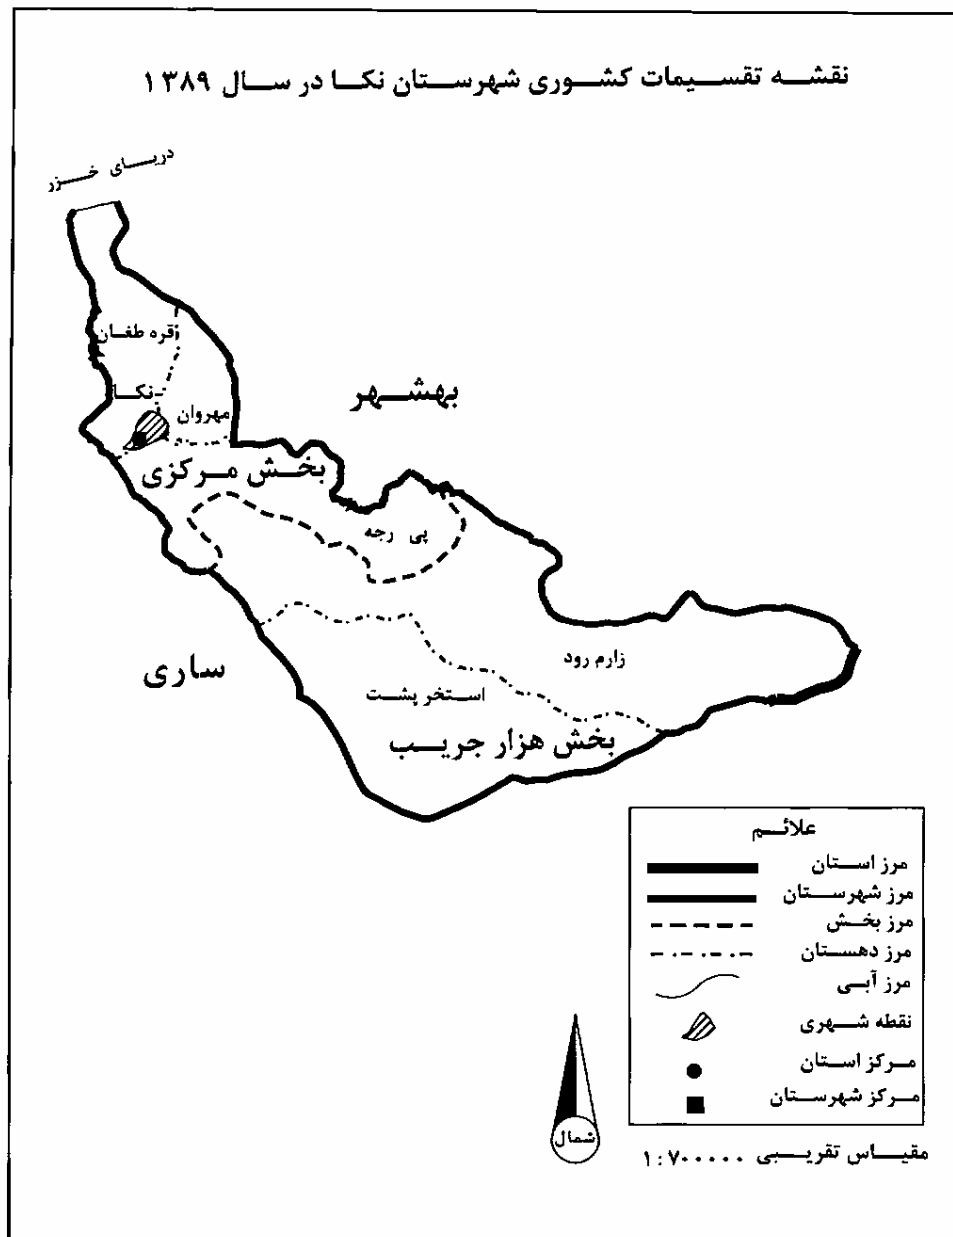 نقشه تقسیمات کشوری شهرستان نکا در سال ۱۳۸۹
دریای خزر
قره طغان
بهشهر
نکا
مهروان
بخش مرکزی
پی رجه
زارم رود
ساری
استخر پشت
بخش هزار جریب
علائم
مرز استان
مرز شهرستان
مرز بخش
مرز دهستان
مرز آبی
نقطه شهری
مرکز استان
مرکز شهرستان
شمال
مقیاس تقریبی ۱:۷۰۰۰۰۰